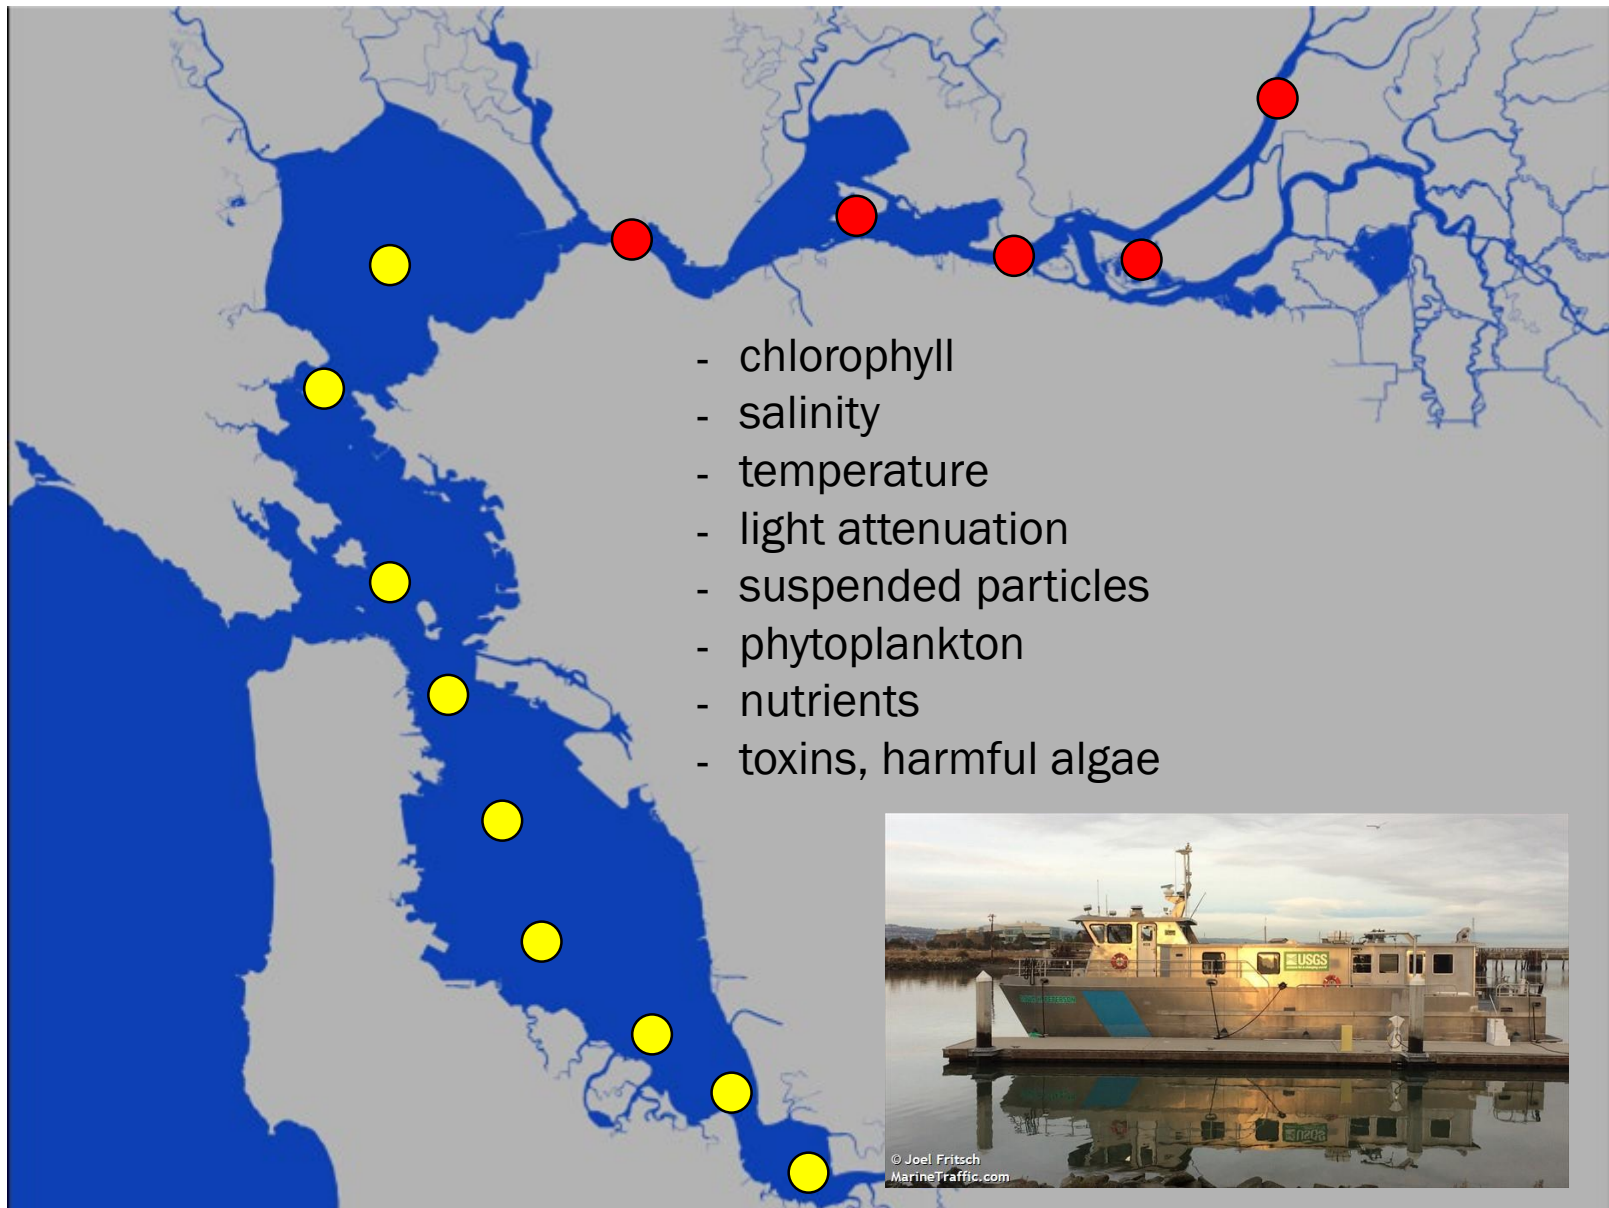 - chlorophyll
- salinity
- temperature
- light attenuation
- suspended particles
- phytoplankton
- nutrients
- toxins, harmful algae
USGS
© Joel Fritsch
MarineTraffic.com